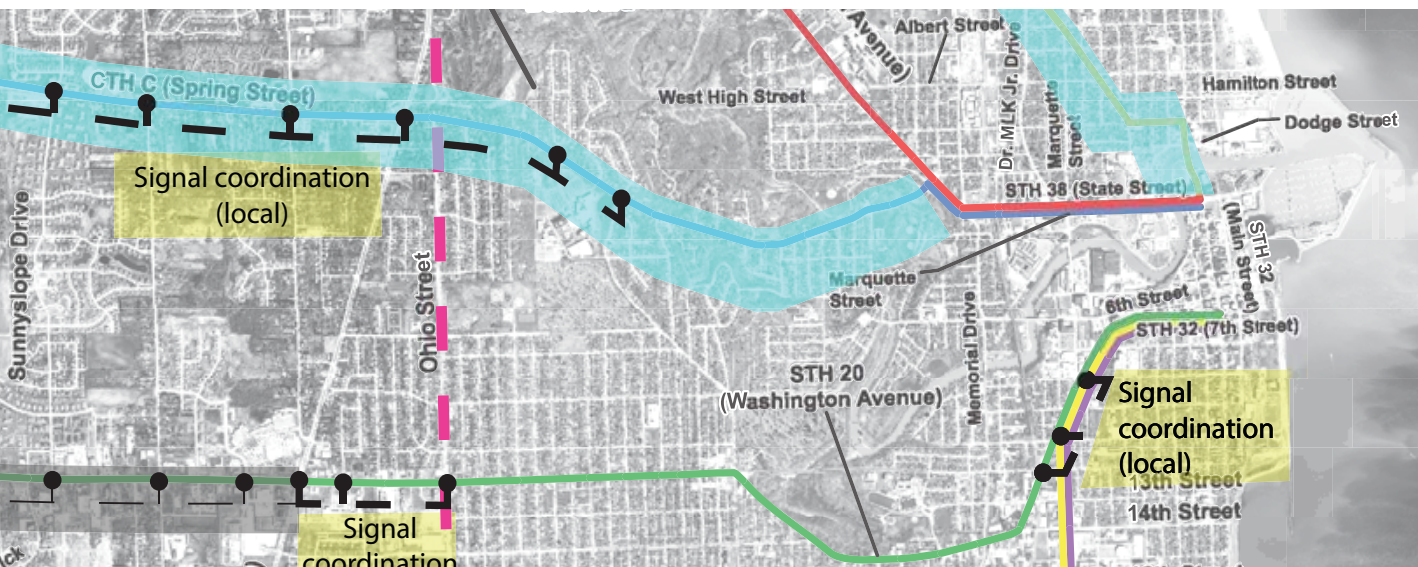 Avenue)
Albert Street
Dr. MLK Jr. Drive
Marquette
Street
Hamilton Street
Dodge Street
West High Street
CTH C (Spring Street)
Signal coordination
(local)
STH 38 (State Street)
Sunnyslope Drive
Ohio Street
Marquette
Street
STH 32
(Main Street)
6th Street
STH 32 (7th Street)
Memorial Drive
STH 20
(Washington Avenue)
Signal
coordination
(local)
13th Street
14th Street
Signal
coordination